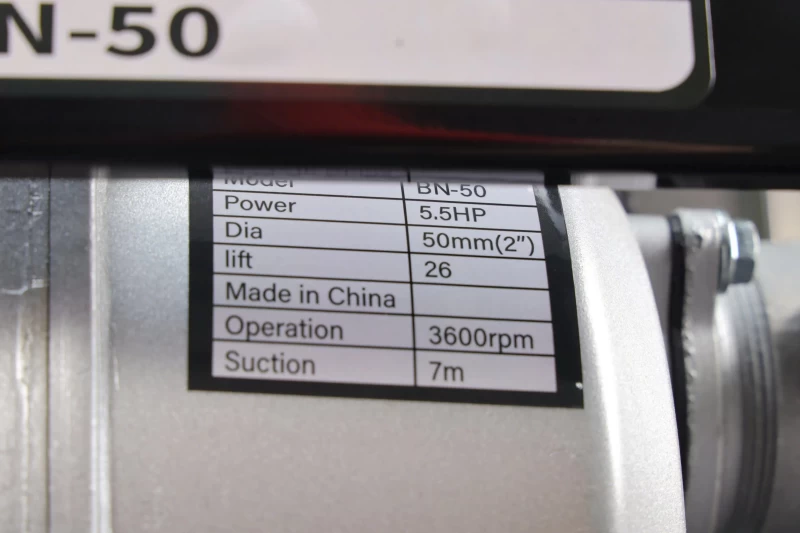 N-50
Model BN-50
Power 5.5HP
Dia 50mm(2")
lift 26
Made in China
Operation 3600rpm
Suction 7m